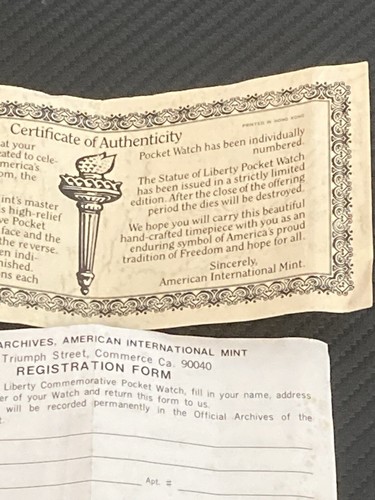 PRINTED IN HONG KONG
Certificate of Authenticity
at your
ated to cele-
merica's
om, the
int's master
s high-relief
ve Pocket
face and the
the reverse.
en indi-
nished.
ns each
Pocket Watch has been individually
numbered.
The Statue of Liberty Pocket Watch
has been issued in a strictly limited
edition. After the close of the offering
period the dies will be destroyed.
We hope you will carry this beautiful
hand-crafted timepiece with you as an
enduring symbol of America's proud
tradition of Freedom and hope for all.
Sincerely,
American International Mint.
ARCHIVES, AMERICAN INTERNATIONAL MINT
Triumph Street, Commerce Ca. 90040
REGISTRATION FORM
Liberty Commemorative Pocket Watch, fill in your name, address
er of your Watch and return this form to us.
will be recorded permanently in the Official Archives of the
t.
Apt. #